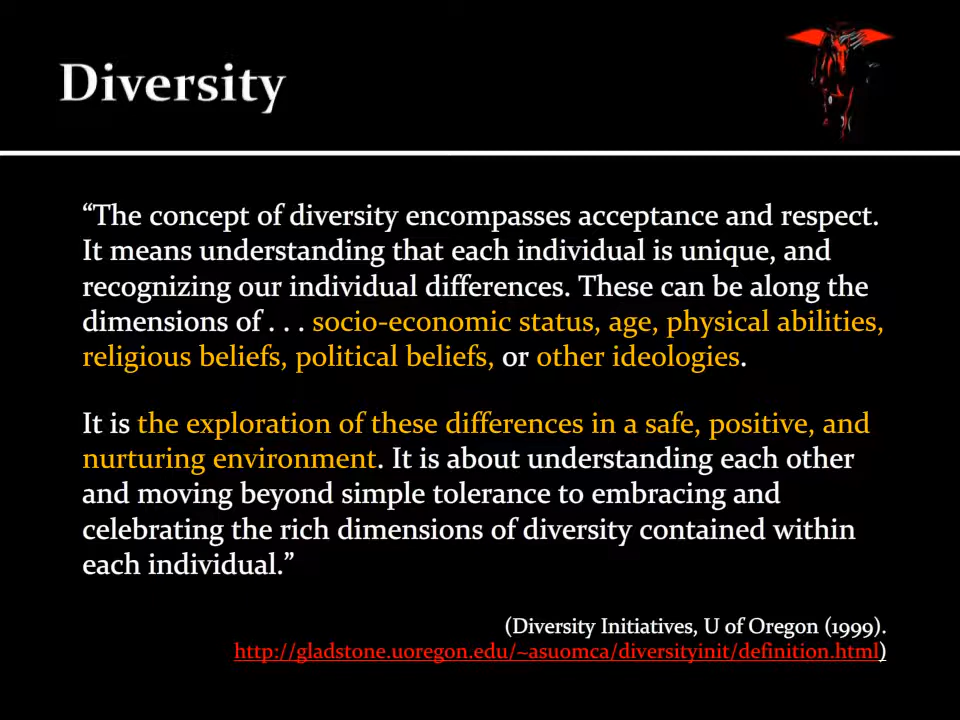 Diversity
“The concept of diversity encompasses acceptance and respect.
It means understanding that each individual is unique, and
recognizing our individual differences. These can be along the
dimensions of . . . socio-economic status, age, physical abilities,
religious beliefs, political beliefs, or other ideologies.
It is the exploration of these differences in a safe, positive, and
nurturing environment. It is about understanding each other
and moving beyond simple tolerance to embracing and
celebrating the rich dimensions of diversity contained within
each individual.”
(Diversity Initiatives, U of Oregon (1999).
http://gladstone.uoregon.edu/~asuomca/diversityinit/definition.html)